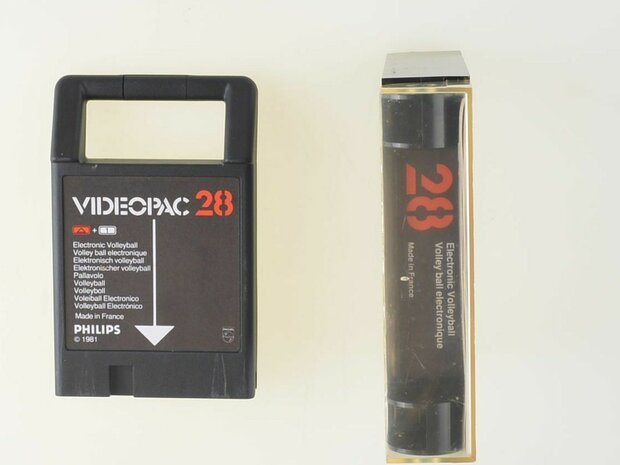 VIDEOPAC 28
Electronic Volleyball
Volley ball electronique
Elektronisch volleyball
Elektronischer volleyball
Pallavolo
Volleyball
Volleyboll
Voleiball Electronico
Volleyball Electrónico
Made in France
PHILIPS
© 1981
28
Electronic Volleyball
Volley ball electronique
Made in France